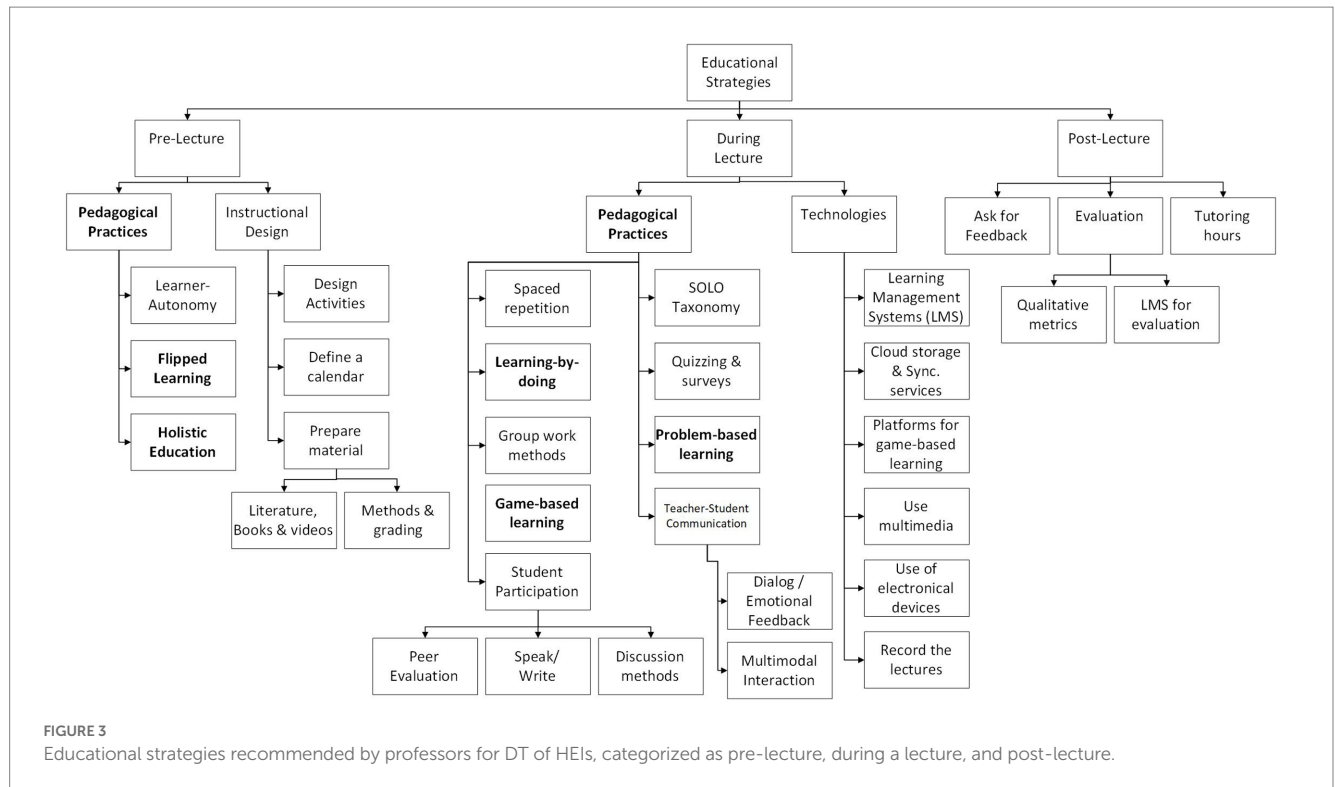 Educational
Strategies
Pre-Lecture
During
Lecture
Post-Lecture
Pedagogical
Practices
Instructional
Design
Pedagogical
Practices
Technologies
Ask for
Feedback
Evaluation
Tutoring
hours
Learner-
Autonomy
Flipped
Learning
Holistic
Education
Design
Activities
Define a
calendar
Prepare
material
Literature,
Books & videos
Methods &
grading
Spaced
repetition
Learning-by-
doing
Group work
methods
Game-based
learning
Student
Participation
Peer
Evaluation
Speak/
Write
Discussion
methods
SOLO
Taxonomy
Quizzing &
surveys
Problem-based
learning
Teacher-Student
Communication
Dialog /
Emotional
Feedback
Multimodal
Interaction
Learning
Management
Systems (LMS)
Cloud storage
& Sync.
services
Platforms for
game-based
learning
Use
multimedia
Use of
electronical
devices
Record the
lectures
Qualitative
metrics
LMS for
evaluation
FIGURE 3
Educational strategies recommended by professors for DT of HEIs, categorized as pre-lecture, during a lecture, and post-lecture.